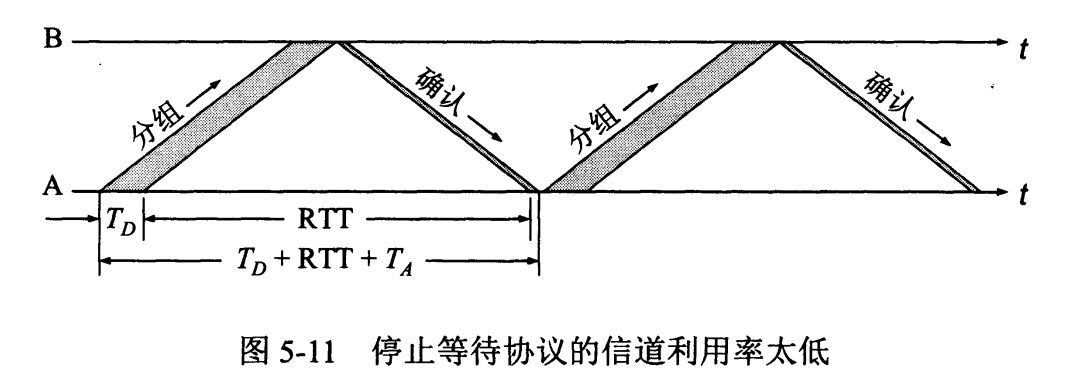 B
t
分组
确认
分组
确认
A
t
T_D
RTT
T_D + RTT + T_A
图 5-11 停止等待协议的信道利用率太低